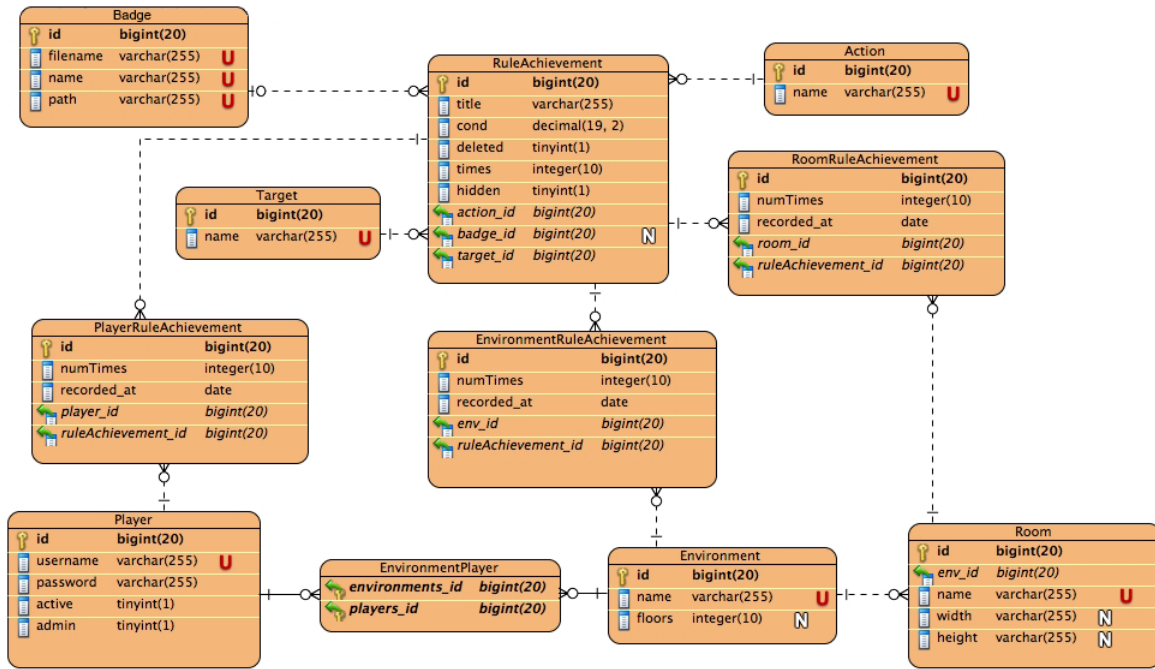 Badge
id bigint(20)
filename varchar(255) U
name varchar(255) U
path varchar(255) U
RuleAchievement
id bigint(20)
title varchar(255)
cond decimal(19, 2)
deleted tinyint(1)
times integer(10)
hidden tinyint(1)
action_id bigint(20)
badge_id bigint(20) N
target_id bigint(20)
Action
id bigint(20)
name varchar(255) U
Target
id bigint(20)
name varchar(255) U
RoomRuleAchievement
id bigint(20)
numTimes integer(10)
recorded_at date
room_id bigint(20)
ruleAchievement_id bigint(20)
PlayerRuleAchievement
id bigint(20)
numTimes integer(10)
recorded_at date
player_id bigint(20)
ruleAchievement_id bigint(20)
EnvironmentRuleAchievement
id bigint(20)
numTimes integer(10)
recorded_at date
env_id bigint(20)
ruleAchievement_id bigint(20)
Player
id bigint(20)
username varchar(255) U
password varchar(255)
active tinyint(1)
admin tinyint(1)
EnvironmentPlayer
environments_id bigint(20)
players_id bigint(20)
Environment
id bigint(20)
name varchar(255) U
floors integer(10) N
Room
id bigint(20)
env_id bigint(20)
name varchar(255) U
width varchar(255) N
height varchar(255) N